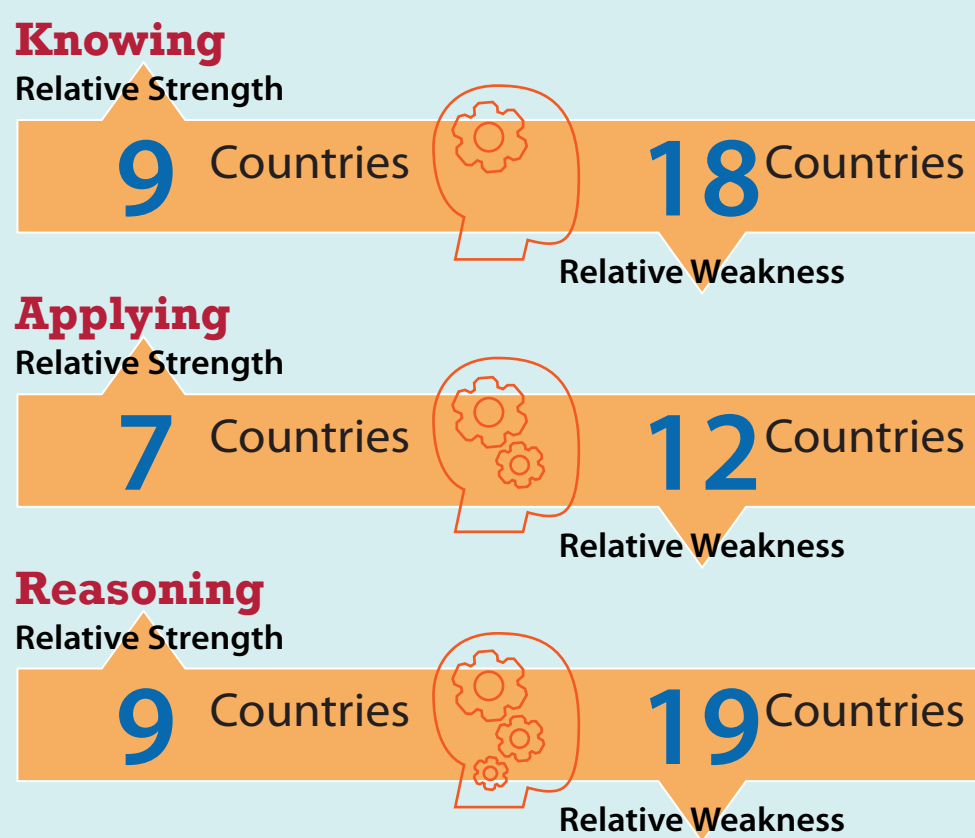 Knowing
Relative Strength
9 Countries 18 Countries
Relative Weakness
Applying
Relative Strength
7 Countries 12 Countries
Relative Weakness
Reasoning
Relative Strength
9 Countries 19 Countries
Relative Weakness